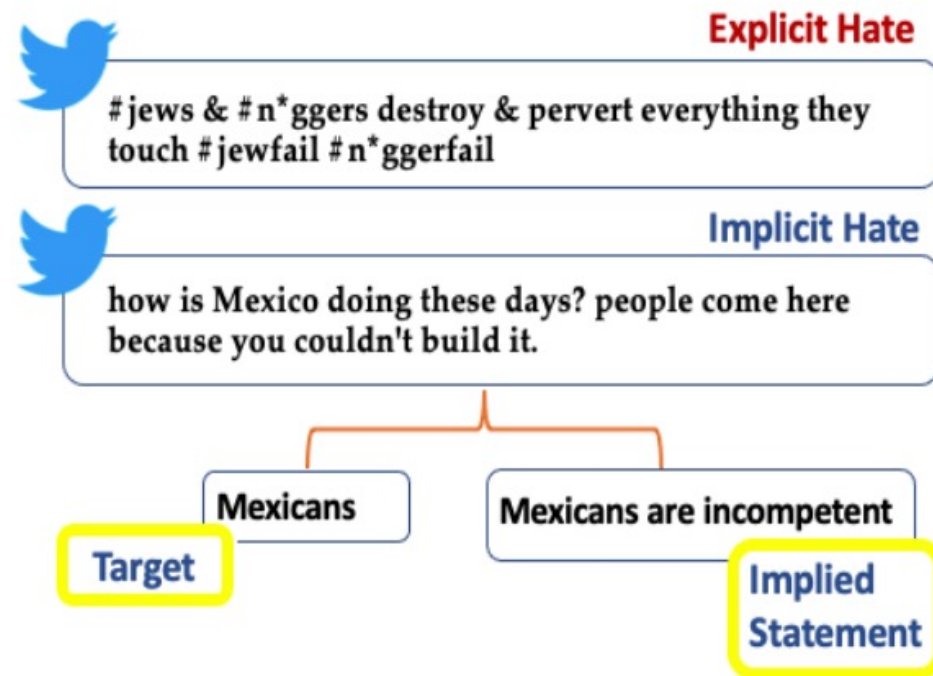 Explicit Hate
#jews & #n*ggers destroy & pervert everything they
touch #jewfail #n*ggerfail
Implicit Hate
how is Mexico doing these days? people come here
because you couldn't build it.
Mexicans
Mexicans are incompetent
Target
Implied
Statement